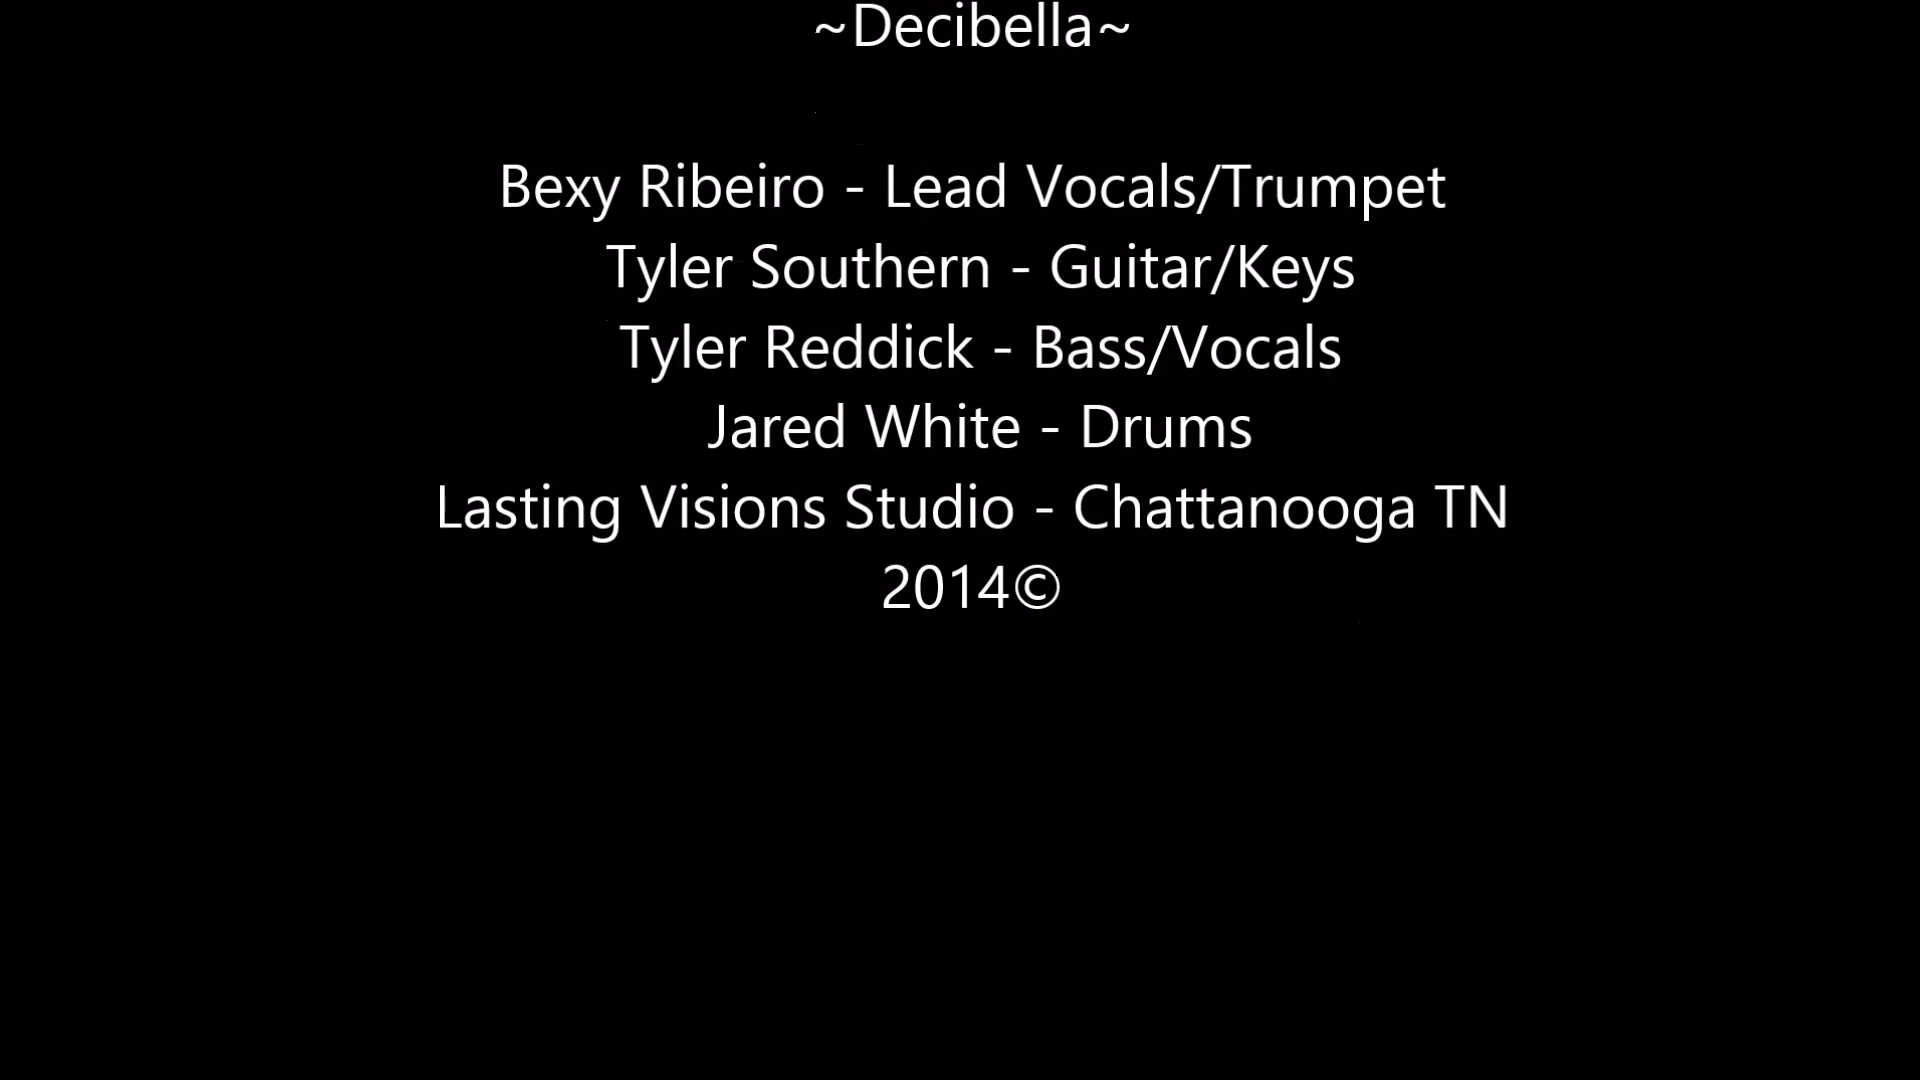 ~Decibella~
Bexy Ribeiro - Lead Vocals/Trumpet
Tyler Southern - Guitar/Keys
Tyler Reddick - Bass/Vocals
Jared White - Drums
Lasting Visions Studio - Chattanooga TN
2014©